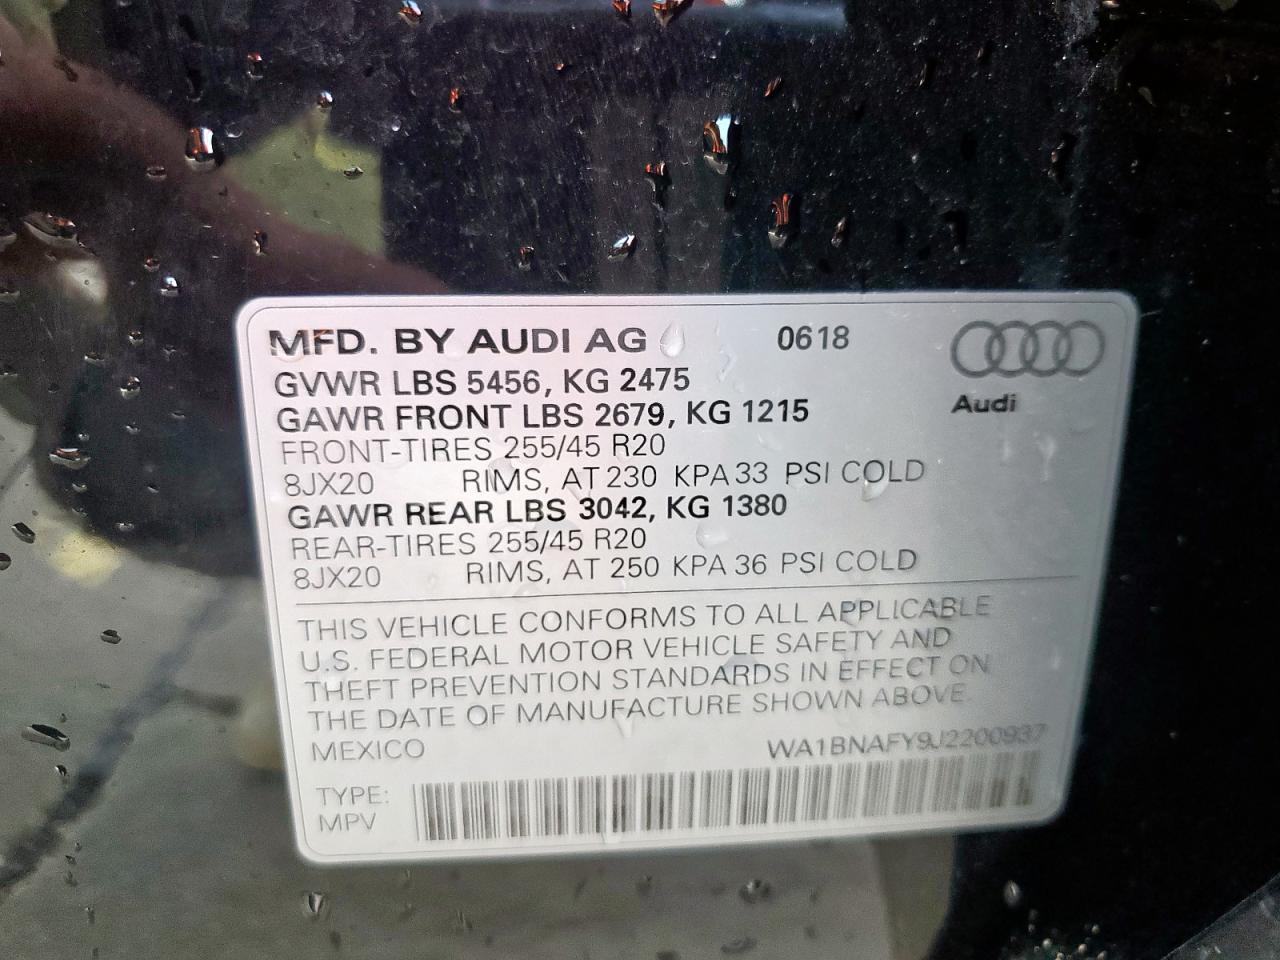 MFD. BY AUDI AG 0618
GVWR LBS 5456, KG 2475
GAWR FRONT LBS 2679, KG 1215
Audi
FRONT-TIRES 255/45 R20
8JX20 RIMS, AT 230 KPA 33 PSI COLD
GAWR REAR LBS 3042, KG 1380
REAR-TIRES 255/45 R20
8JX20 RIMS, AT 250 KPA 36 PSI COLD
THIS VEHICLE CONFORMS TO ALL APPLICABLE
U.S. FEDERAL MOTOR VEHICLE SAFETY AND
THEFT PREVENTION STANDARDS IN EFFECT ON
THE DATE OF MANUFACTURE SHOWN ABOVE.
MEXICO WA1BNAFY9J2200937
TYPE:
MPV